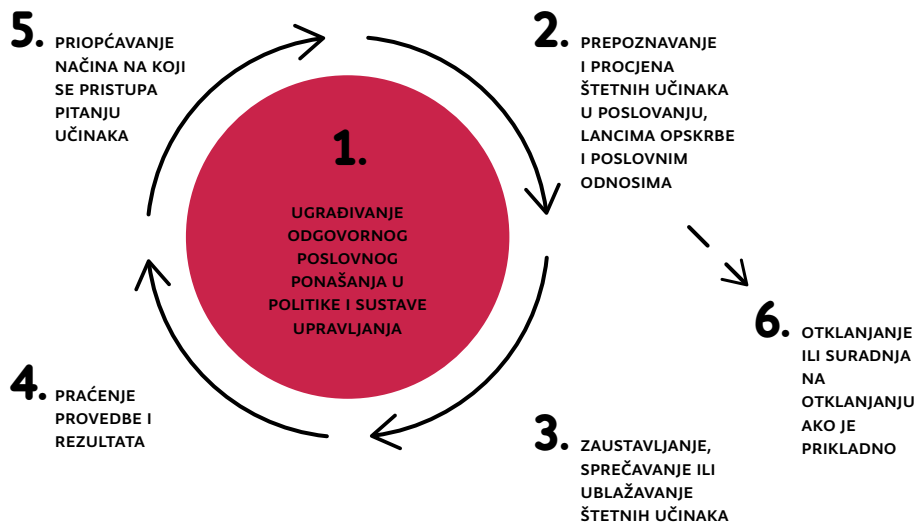 1.
UGRAĐIVANJE
ODGOVORNOG
POSLOVNOG
PONAŠANJA U
POLITIKE I SUSTAVE
UPRAVLJANJA
2. PREPOZNAVANJE
I PROCJENA
ŠTETNIH UČINAKA
U POSLOVANJU,
LANCIMA OPSKRBE
I POSLOVNIM
ODNOSIMA
3. ZAUSTAVLJANJE,
SPREČAVANJE ILI
UBLAŽAVANJE
ŠTETNIH UČINAKA
4. PRAĆENJE
PROVEDBE I
REZULTATA
5. PRIOPĆAVANJE
NAČINA NA KOJI
SE PRISTUPA
PITANJU
UČINAKA
6. OTKLANJANJE
ILI SURADNJA
NA
OTKLANJANJU
AKO JE
PRIKLADNO